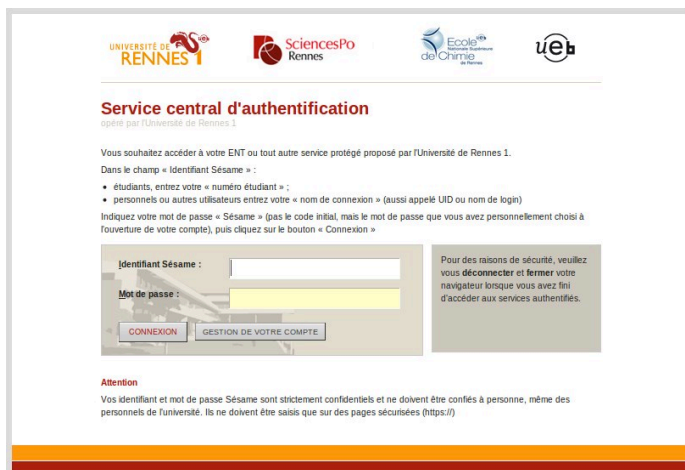 UNIVERSITÉ DE
RENNES 1
ueb
SciencesPo
Rennes
Ecole
Nationale Supérieure
de Chimie
de Rennes
ueb
Service central d'authentification
opéré par l'Université de Rennes 1
Vous souhaitez accéder à votre ENT ou tout autre service protégé proposé par l'Université de Rennes 1.
Dans le champ « Identifiant Sésame » :
• étudiants, entrez votre « numéro étudiant » ;
• personnels ou autres utilisateurs entrez votre « nom de connexion » (aussi appelé UID ou nom de login)
Indiquez votre mot de passe « Sésame » (pas le code initial, mais le mot de passe que vous avez personnellement choisi à
l'ouverture de votre compte), puis cliquez sur le bouton « Connexion »
Identifiant Sésame :
Mot de passe :
CONNEXION
GESTION DE VOTRE COMPTE
Pour des raisons de sécurité, veuillez
vous déconnecter et fermer votre
navigateur lorsque vous avez fini
d'accéder aux services authentifiés.
Attention
Vos identifiant et mot de passe Sésame sont strictement confidentiels et ne doivent être confiés à personne, même des
personnels de l'université. Ils ne doivent être saisis que sur des pages sécurisées (https://)